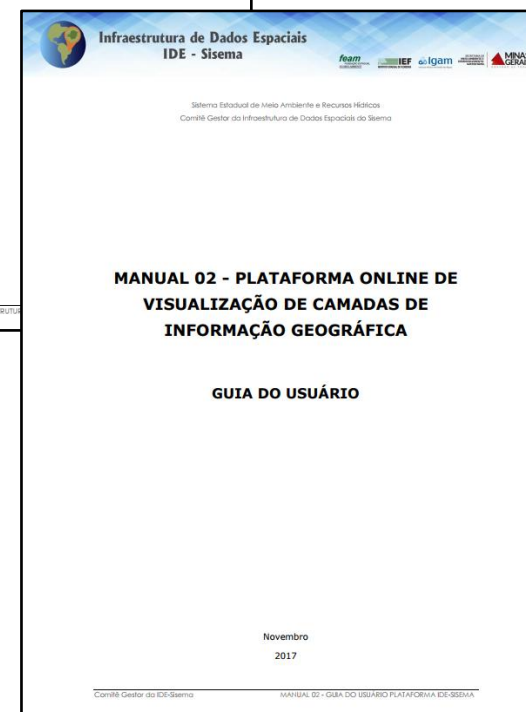 Infraestrutura de Dados Espaciais
IDE - Sisema
feam
IEF
igam
MINAS
GERAI
Sistema Estadual de Meio Ambiente e Recursos Hídricos
Comitê Gestor da Infraestrutura de Dados Espaciais do Sisema
MANUAL 02 - PLATAFORMA ONLINE DE
VISUALIZAÇÃO DE CAMADAS DE
INFORMAÇÃO GEOGRÁFICA
GUIA DO USUÁRIO
RUTUR
Novembro
2017
Comitê Gestor da IDE-Sisema
MANUAL 02 - GUIA DO USUÁRIO PLATAFORMA IDE-SISEMA